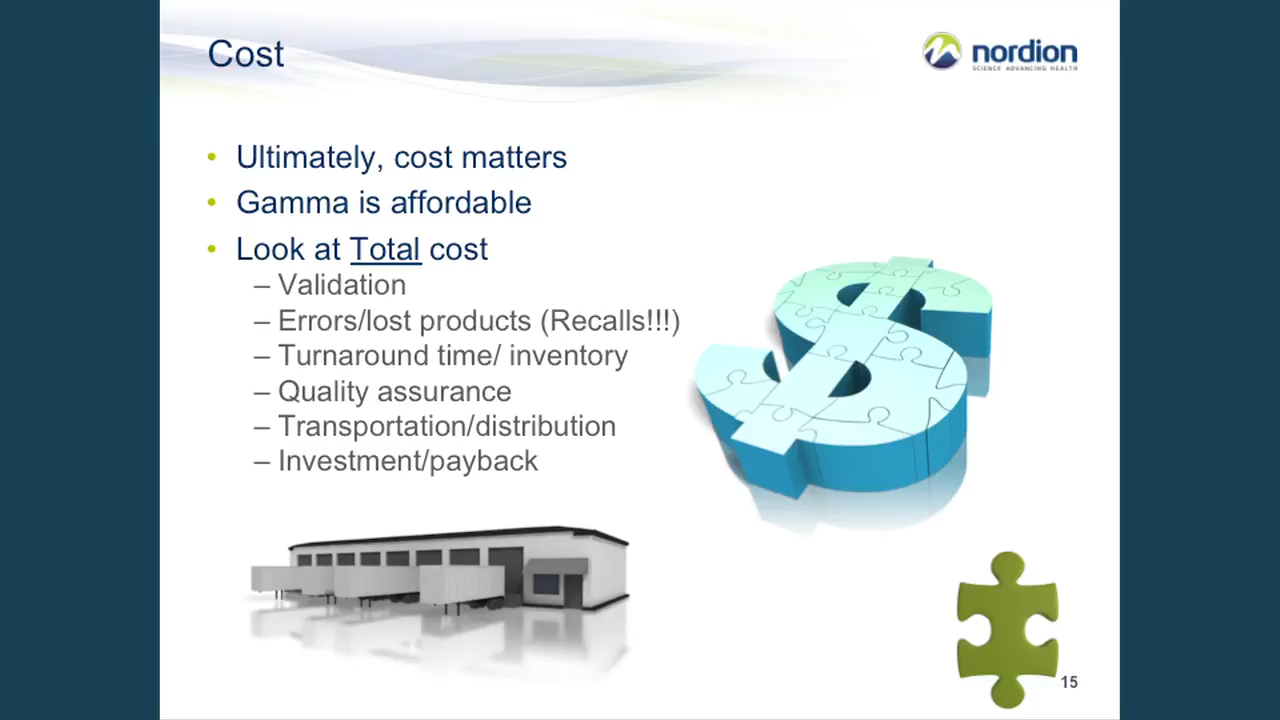 Cost
nordion
SCIENCE ADVANCING HEALTH
• Ultimately, cost matters
• Gamma is affordable
• Look at Total cost
– Validation
– Errors/lost products (Recalls!!!)
– Turnaround time/ inventory
– Quality assurance
– Transportation/distribution
– Investment/payback
15